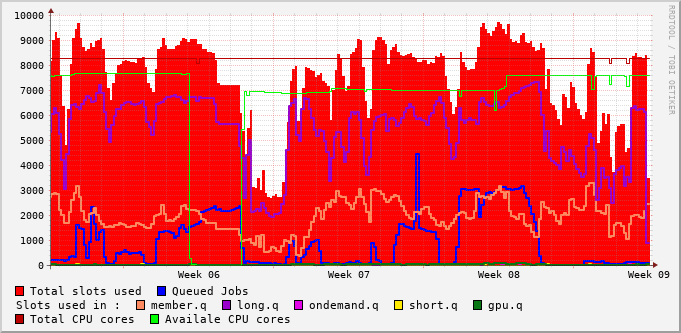 10000
9000
8000
7000
6000
5000
4000
3000
2000
1000
0
Week 06 Week 07 Week 08 Week 09
Total slots used Queued Jobs
Slots used in : member.q long.q ondemand.q short.q gpu.q
Total CPU cores Availale CPU cores
RRDTOOL / TOBI OETIKER